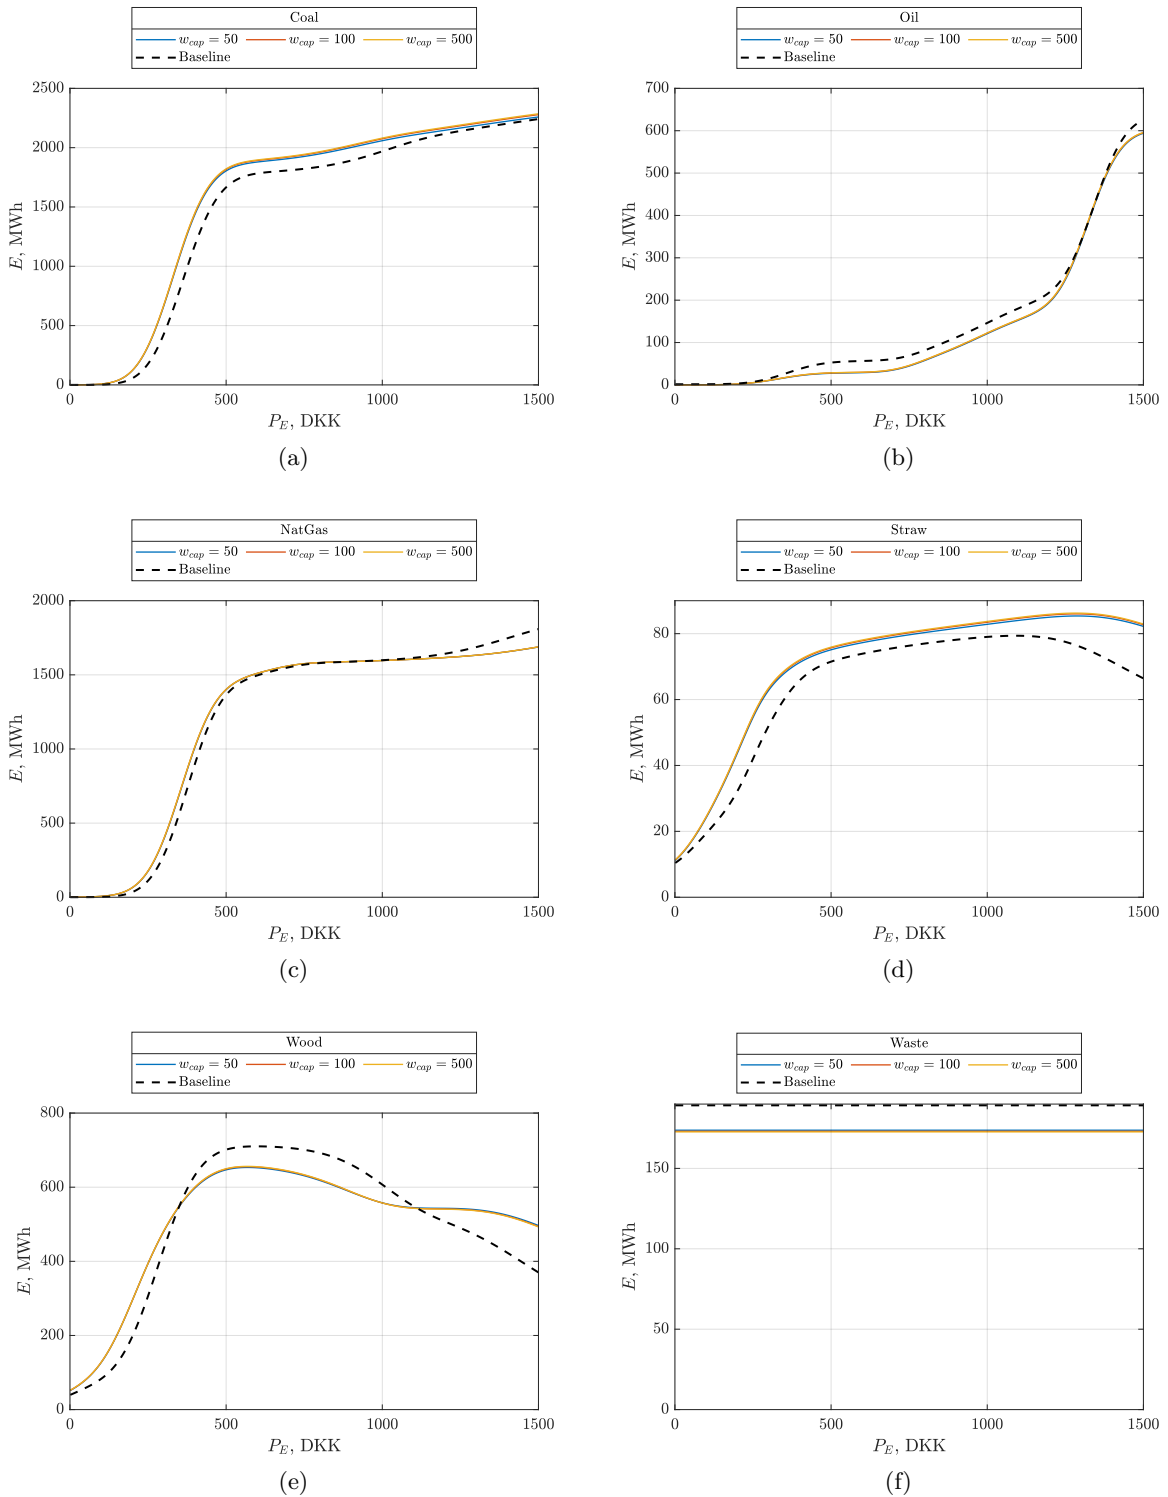 Coal
w_cap = 50 w_cap = 100 w_cap = 500
Baseline
2500
2000
1500
1000
500
0
E, MWh
0 500 1000 1500
P_E, DKK
(a)
Oil
w_cap = 50 w_cap = 100 w_cap = 500
Baseline
700
600
500
400
300
200
100
0
E, MWh
0 500 1000 1500
P_E, DKK
(b)
NatGas
w_cap = 50 w_cap = 100 w_cap = 500
Baseline
2000
1500
1000
500
0
E, MWh
0 500 1000 1500
P_E, DKK
(c)
Straw
w_cap = 50 w_cap = 100 w_cap = 500
Baseline
80
60
40
20
0
E, MWh
0 500 1000 1500
P_E, DKK
(d)
Wood
w_cap = 50 w_cap = 100 w_cap = 500
Baseline
800
600
400
200
0
E, MWh
0 500 1000 1500
P_E, DKK
(e)
Waste
w_cap = 50 w_cap = 100 w_cap = 500
Baseline
150
100
50
0
E, MWh
0 500 1000 1500
P_E, DKK
(f)